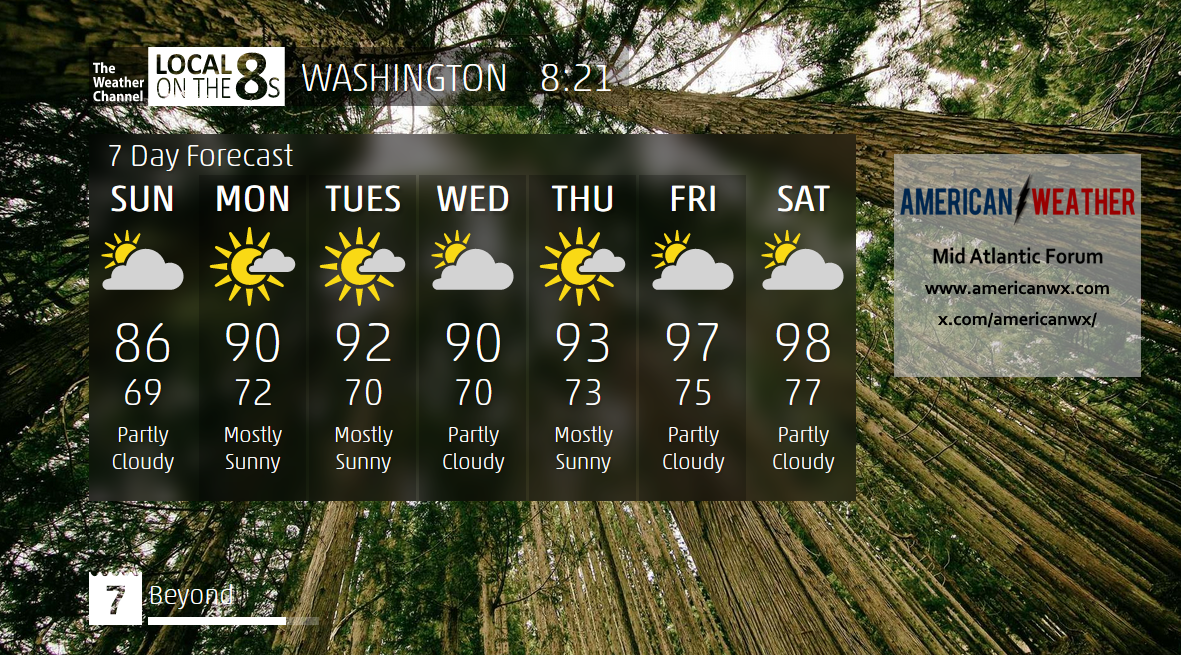 The
Weather
Channel
LOCAL
ON THE 8s
WASHINGTON 8:21
7 Day Forecast
SUN MON TUES WED THU FRI SAT
86 90 92 90 93 97 98
69 72 70 70 73 75 77
Partly Mostly Mostly Partly Mostly Partly Partly
Cloudy Sunny Sunny Cloudy Sunny Cloudy Cloudy
AMERICAN WEATHER
Mid Atlantic Forum
www.americanwx.com
x.com/americanwx/
7 Beyond